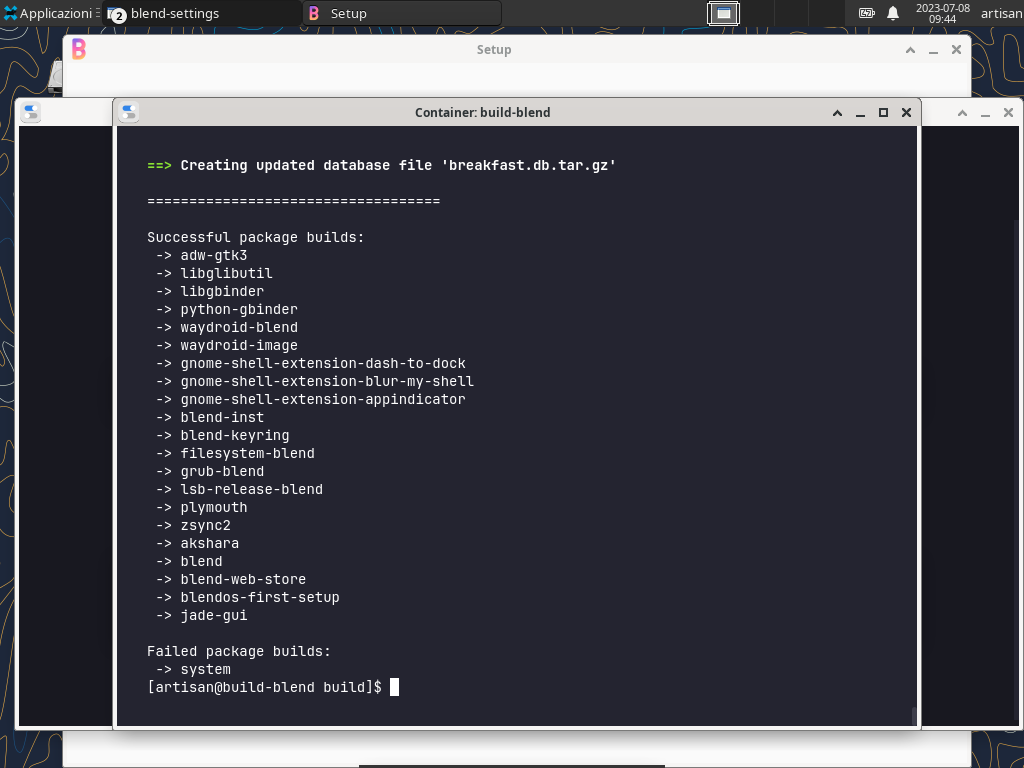 Applicazioni
2 blend-settings
Setup
2023-07-08
09:44
artisan
Setup
Container: build-blend
==> Creating updated database file 'breakfast.db.tar.gz'
===================================
Successful package builds:
-> adw-gtk3
-> libglibutil
-> libgbinder
-> python-gbinder
-> waydroid-blend
-> waydroid-image
-> gnome-shell-extension-dash-to-dock
-> gnome-shell-extension-blur-my-shell
-> gnome-shell-extension-appindicator
-> blend-inst
-> blend-keyring
-> filesystem-blend
-> grub-blend
-> lsb-release-blend
-> plymouth
-> zsync2
-> akshara
-> blend
-> blend-web-store
-> blendos-first-setup
-> jade-gui
Failed package builds:
-> system
[artisan@build-blend build]$